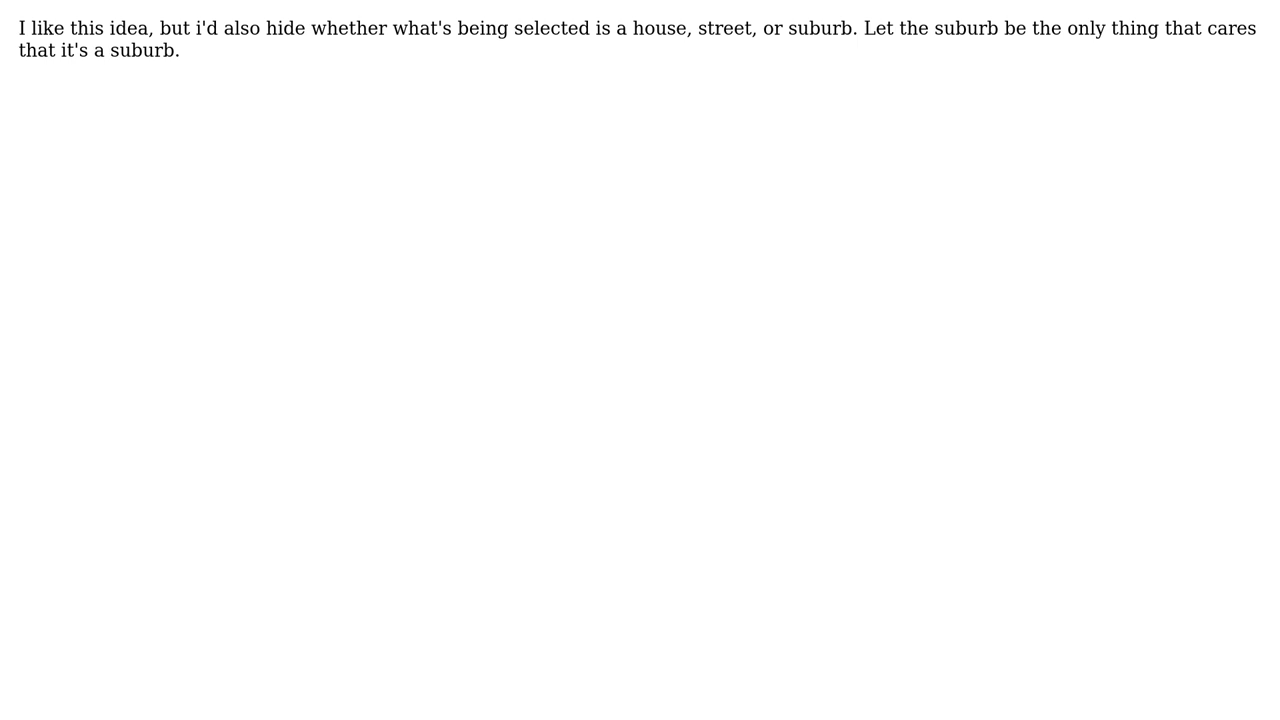 I like this idea, but i'd also hide whether what's being selected is a house, street, or suburb. Let the suburb be the only thing that cares
that it's a suburb.